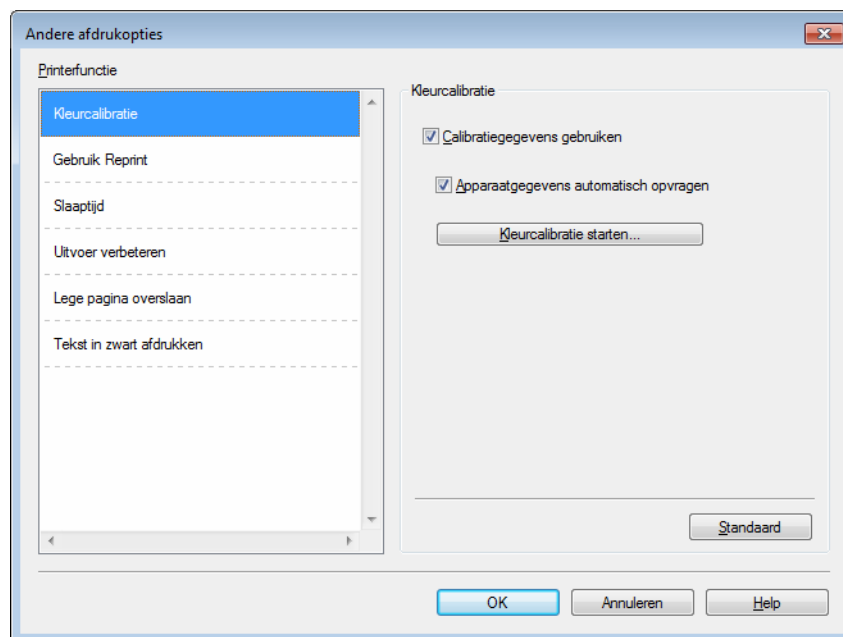 Andere afdrukopties
Printerfunctie
Kleurcalibratie
Gebruik Reprint
Slaaptijd
Uitvoer verbeteren
Lege pagina overslaan
Tekst in zwart afdrukken
Kleurcalibratie
Calibratiegegevens gebruiken
Apparaatgegevens automatisch opvragen
Kleurcalibratie starten...
Standaard
OK
Annuleren
Help